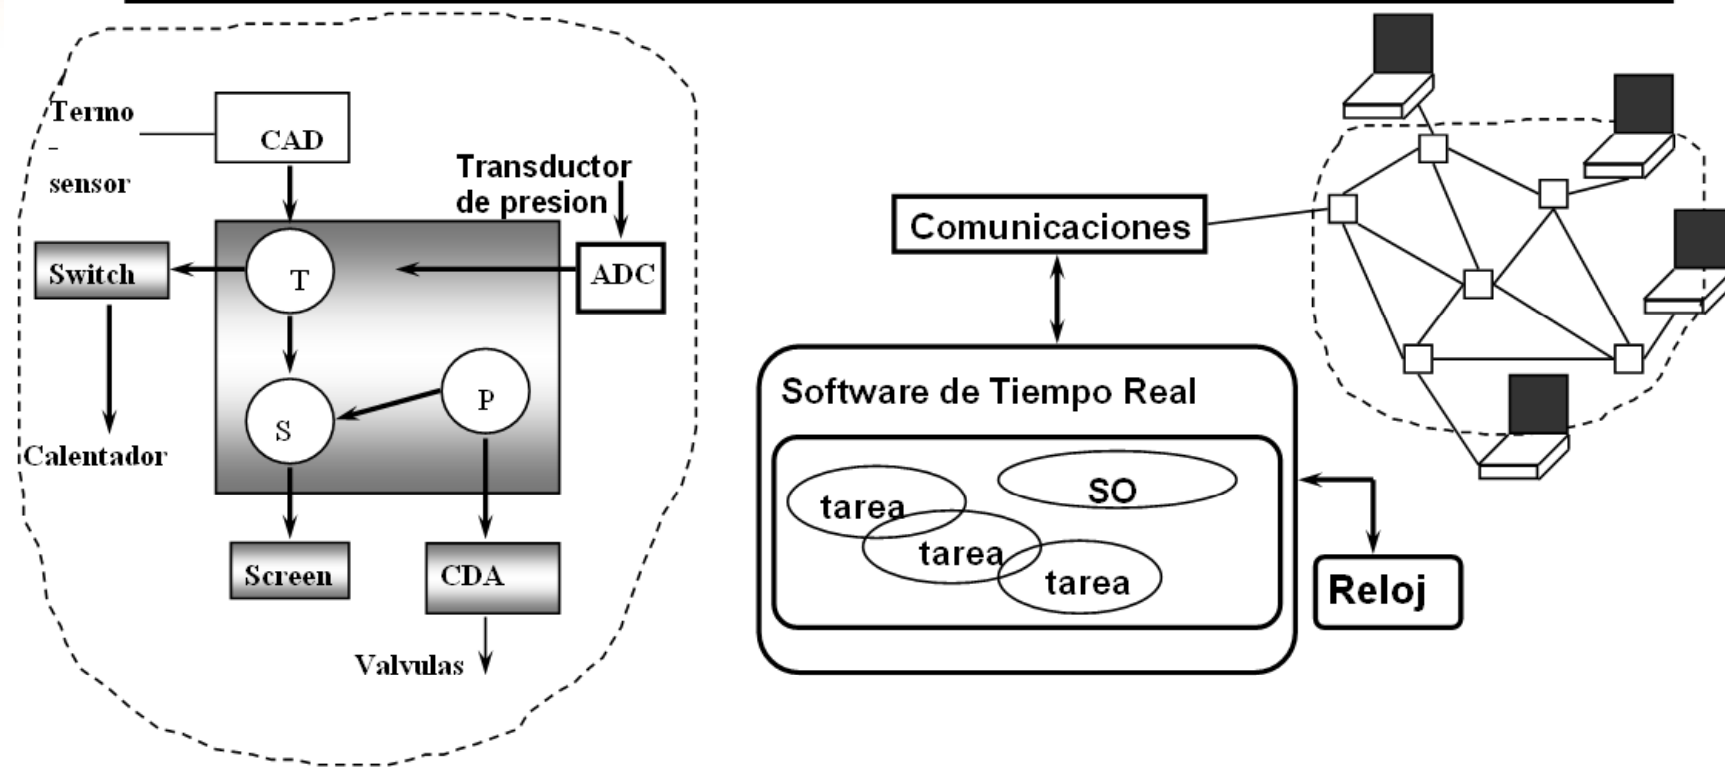 Termo
-
sensor
CAD
Transductor
de presion
Switch
T
ADC
Calentador
S
P
Screen
CDA
Valvulas
Comunicaciones
Software de Tiempo Real
tarea
SO
tarea
tarea
Reloj